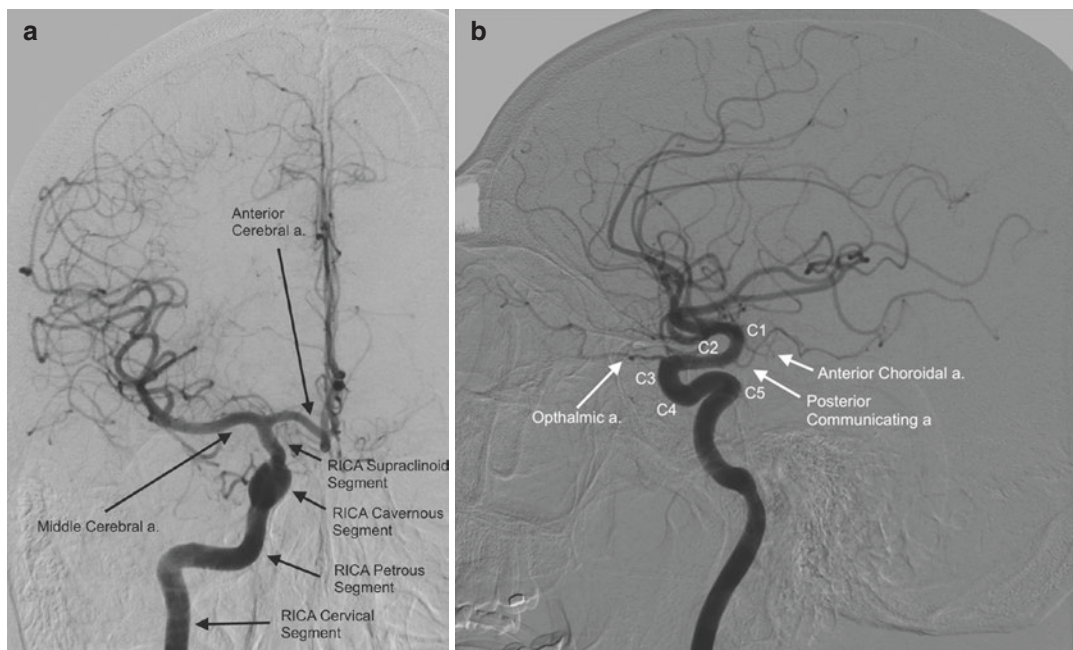 a
Anterior
Cerebral a.
RICA Supraclinoid
Segment
Middle Cerebral a.
RICA Cavernous
Segment
RICA Petrous
Segment
RICA Cervical
Segment
b
C1
C2
C3
C4
C5
Anterior Choroidal a.
Opthalmic a.
Posterior
Communicating a